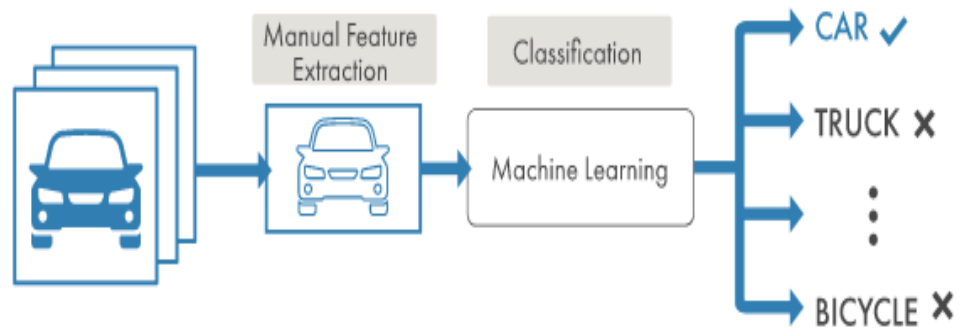 Manual Feature
Extraction
Classification
Machine Learning
CAR
TRUCK
BICYCLE